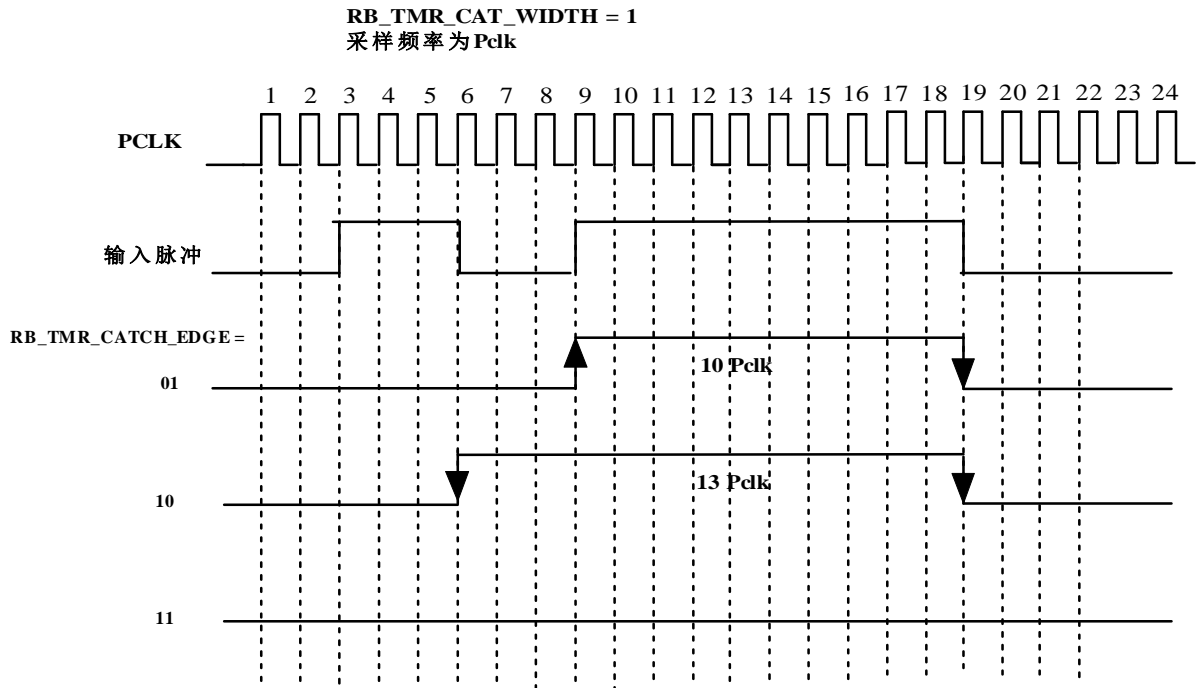 RB_TMR_CAT_WIDTH = 1
采样频率为Pclk
1 2 3 4 5 6 7 8 9 10 11 12 13 14 15 16 17 18 19 20 21 22 23 24
PCLK
输入脉冲
RB_TMR_CATCH_EDGE =
10 Pclk
01
13 Pclk
10
11